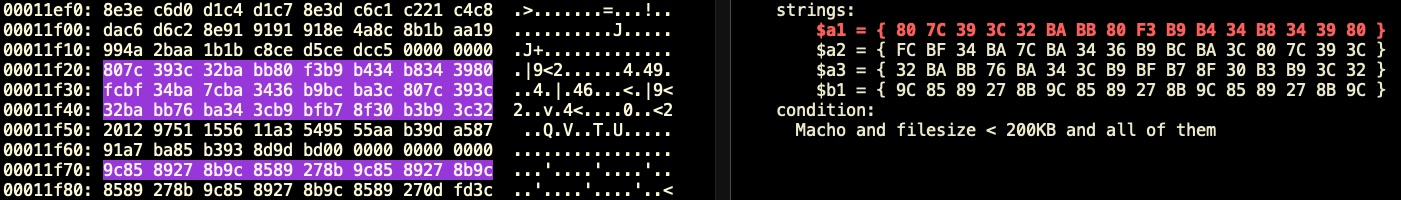 00011ef0: 8e3e c6d0 d1c4 d1c7 8e3d c6c1 c221 c4c8  .>.......=...!..
00011f00: dac6 d6c2 8e91 9191 918e 4a8c 8b1b aa19  ..........J.....
00011f10: 994a 2baa 1b1b c8ce d5ce dcc5 0000 0000  .J+.............
00011f20: 807c 393c 32ba bb80 f3b9 b434 b834 3980  .|9<2......4.49.
00011f30: fcbf 34ba 7cba 3436 b9bc ba3c 807c 393c  ..4.|.46...<.|9<
00011f40: 32ba bb76 ba34 3cb9 bfb7 8f30 b3b9 3c32  2..v.4<....0..<2
00011f50: 2012 9751 1556 11a3 5495 55aa b39d a587   ..Q.V..T.U.....
00011f60: 91a7 ba85 b393 8d9d bd00 0000 0000 0000  ................
00011f70: 9c85 8927 8b9c 8589 278b 9c85 8927 8b9c  ...'....'....'..
00011f80: 8589 278b 9c85 8927 8b9c 8589 270d fd3c  ..'....'....'..<
strings:
$a1 = { 80 7C 39 3C 32 BA BB 80 F3 B9 B4 34 B8 34 39 80 }
$a2 = { FC BF 34 BA 7C BA 34 36 B9 BC BA 3C 80 7C 39 3C }
$a3 = { 32 BA BB 76 BA 34 3C B9 BF B7 8F 30 B3 B9 3C 32 }
$b1 = { 9C 85 89 27 8B 9C 85 89 27 8B 9C 85 89 27 8B 9C }
condition:
Macho and filesize < 200KB and all of them